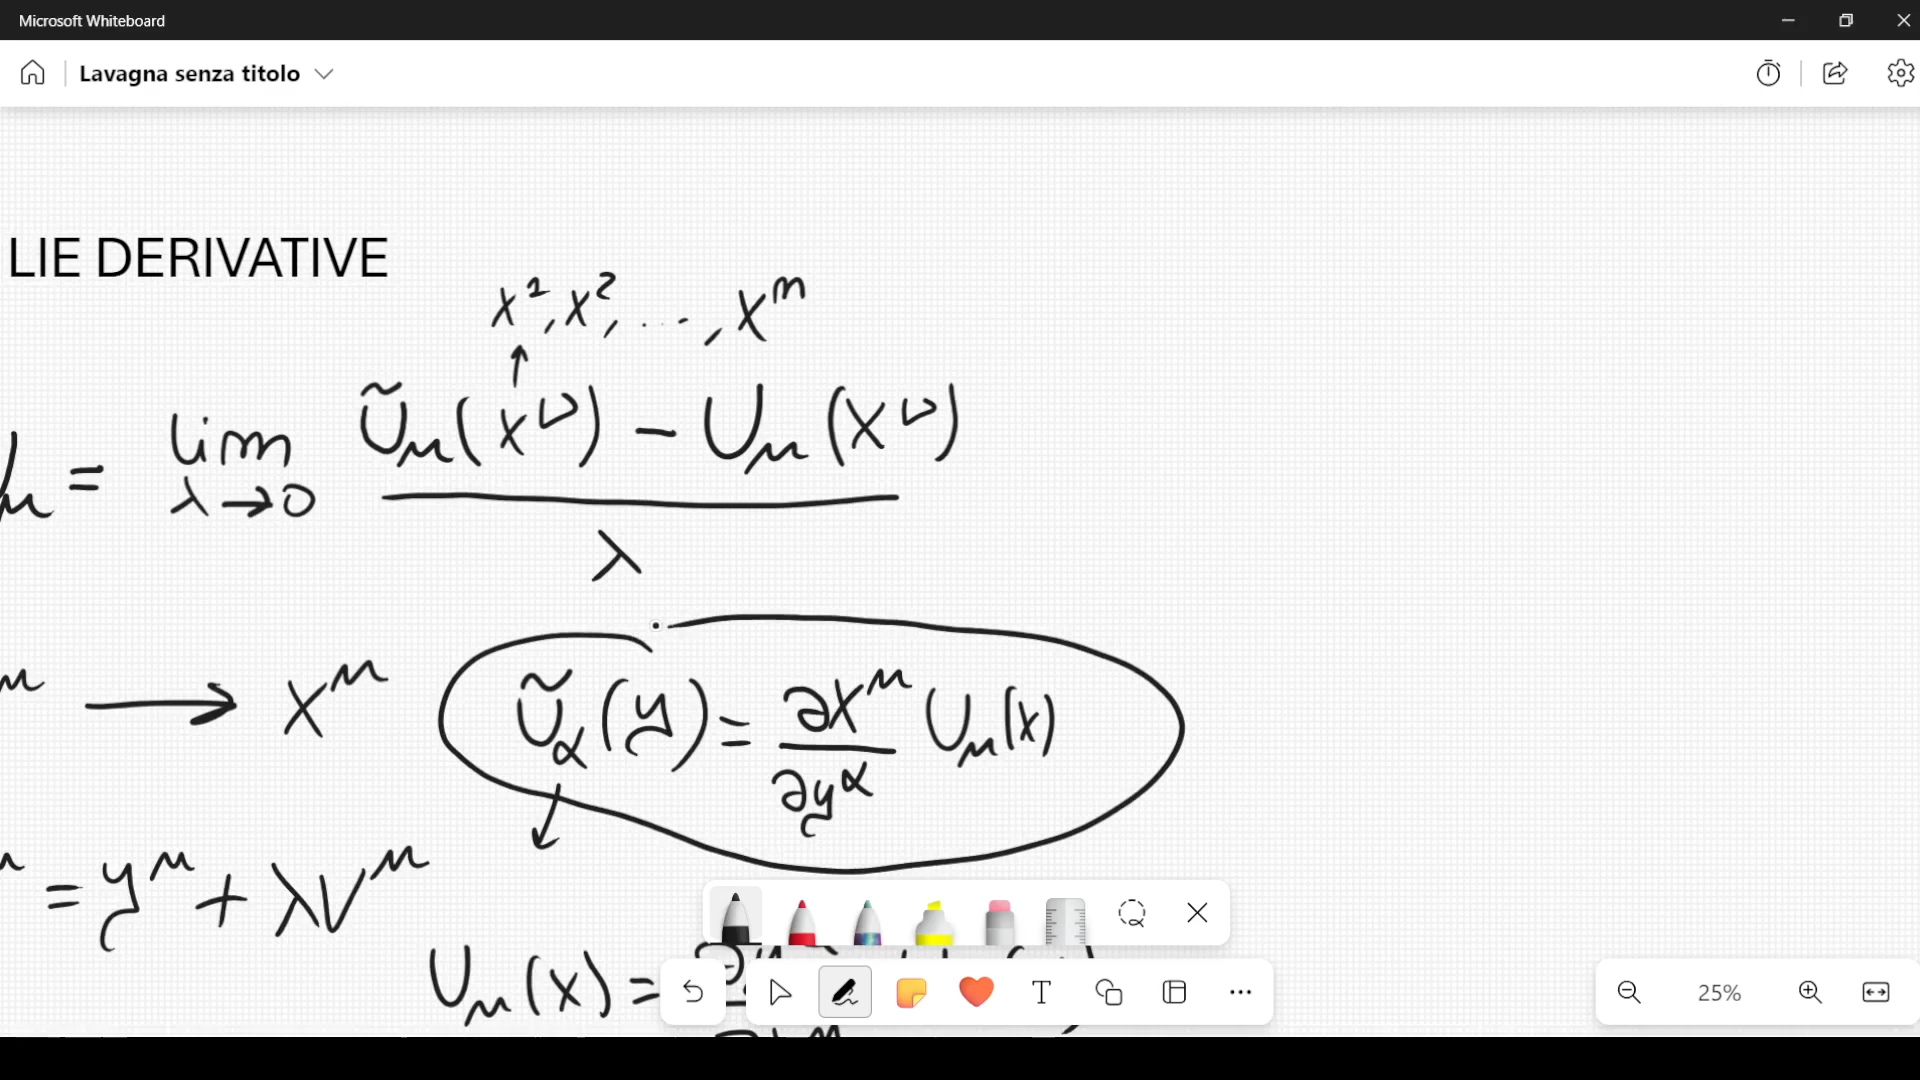 Microsoft Whiteboard
Lavagna senza titolo
LIE DERIVATIVE
x¹, x², ..., xⁿ
μ = lim λ→0 Ũμ(x^ν) − Uμ(x^ν) / λ
μ → x^μ
Ũα(y) = ∂x^μ/∂y^α Uμ(x)
= y^μ + λV^μ
Uμ(x) =
T
25%